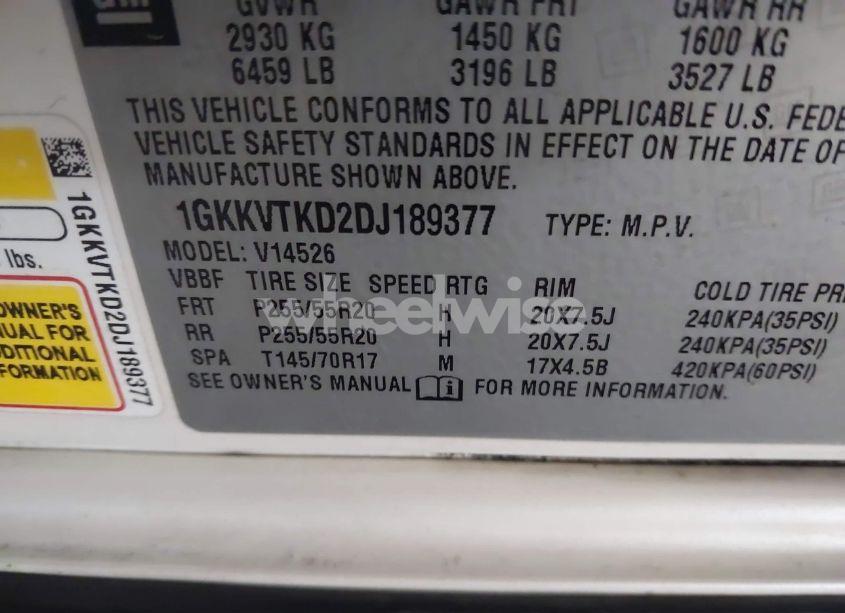 GM
GVWR GAWR FRT GAWR RR
2930 KG 1450 KG 1600 KG
6459 LB 3196 LB 3527 LB
THIS VEHICLE CONFORMS TO ALL APPLICABLE U.S. FEDE
VEHICLE SAFETY STANDARDS IN EFFECT ON THE DATE OF
MANUFACTURE SHOWN ABOVE.
1GKKVTKD2DJ189377 TYPE: M.P.V.
MODEL: V14526
VBBF TIRE SIZE SPEED RTG RIM COLD TIRE PR
FRT P255/55R20 H 20X7.5J 240KPA(35PSI)
RR P255/55R20 H 20X7.5J 240KPA(35PSI)
SPA T145/70R17 M 17X4.5B 420KPA(60PSI)
SEE OWNER'S MANUAL FOR MORE INFORMATION.
lbs.
OWNER'S
NUAL FOR
DDITIONAL
FORMATION
1GKKVTKD2DJ189377
wheelwise